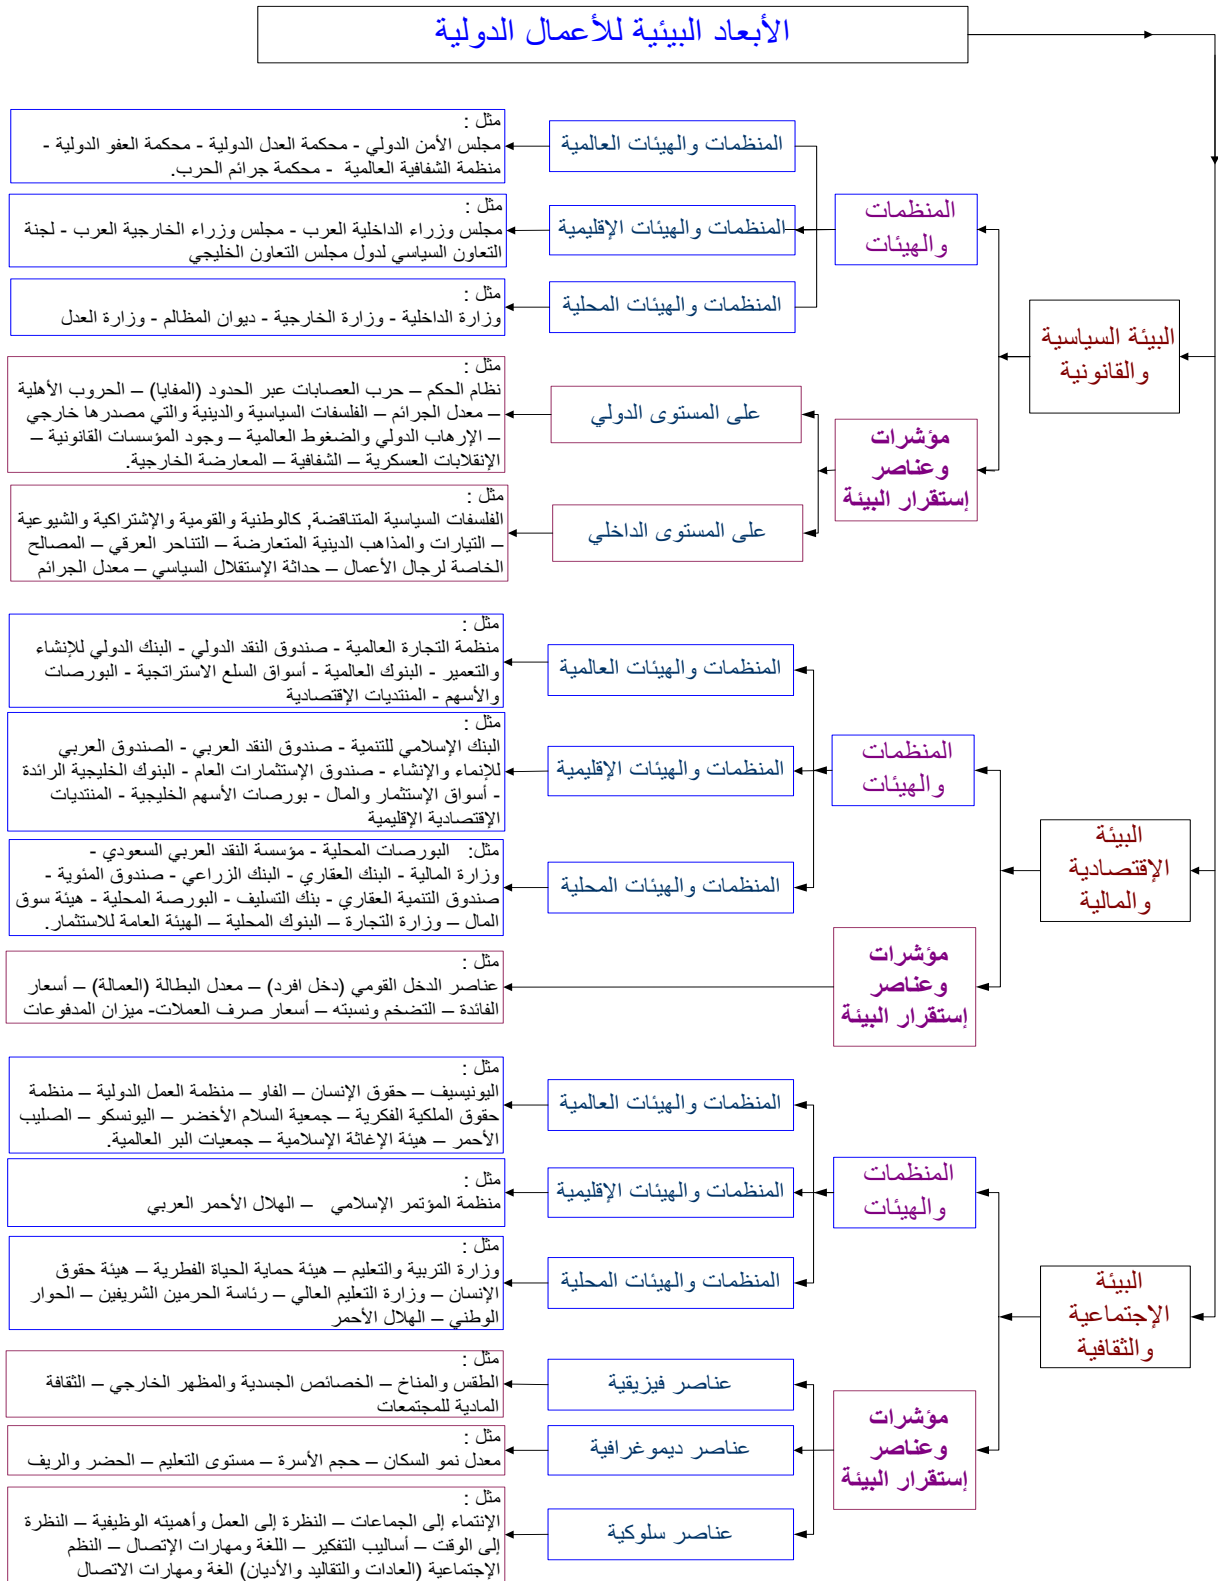 الأبعاد البيئية للأعمال الدولية
البيئة السياسية
والقانونية
المنظمات
والهيئات
المنظمات والهيئات العالمية
مثل :
مجلس الأمن الدولي - محكمة العدل الدولية - محكمة العفو الدولية -
منظمة الشفافية العالمية - محكمة جرائم الحرب.
المنظمات والهيئات الإقليمية
مثل :
مجلس وزراء الداخلية العرب - مجلس وزراء الخارجية العرب - لجنة
التعاون السياسي لدول مجلس التعاون الخليجي
المنظمات والهيئات المحلية
مثل :
وزارة الداخلية - وزارة الخارجية - ديوان المظالم - وزارة العدل
مؤشرات
وعناصر
إستقرار البيئة
على المستوى الدولي
مثل :
نظام الحكم – حرب العصابات عبر الحدود (المفايا) – الحروب الأهلية
– معدل الجرائم – الفلسفات السياسية والدينية والتي مصدرها خارجي
– الإرهاب الدولي والضغوط العالمية – وجود المؤسسات القانونية –
الإنقلابات العسكرية – الشفافية – المعارضة الخارجية.
على المستوى الداخلي
مثل :
الفلسفات السياسية المتناقضة, كالوطنية والقومية والإشتراكية والشيوعية
– التيارات والمذاهب الدينية المتعارضة – التناحر العرقي – المصالح
الخاصة لرجال الأعمال – حداثة الإستقلال السياسي – معدل الجرائم
البيئة
الإقتصادية
والمالية
المنظمات
والهيئات
المنظمات والهيئات العالمية
مثل :
منظمة التجارة العالمية - صندوق النقد الدولي - البنك الدولي للإنشاء
والتعمير - البنوك العالمية - أسواق السلع الاستراتجية - البورصات
والأسهم - المنتديات الإقتصادية
المنظمات والهيئات الإقليمية
مثل :
البنك الإسلامي للتنمية - صندوق النقد العربي - الصندوق العربي
للإنماء والإنشاء - صندوق الإستثمارات العام - البنوك الخليجية الرائدة
- أسواق الإستثمار والمال - بورصات الأسهم الخليجية - المنتديات
الإقتصادية الإقليمية
المنظمات والهيئات المحلية
مثل: البورصات المحلية - مؤسسة النقد العربي السعودي -
وزارة المالية - البنك العقاري - البنك الزراعي - صندوق المئوية -
صندوق التنمية العقاري - بنك التسليف - البورصة المحلية - هيئة سوق
المال – وزارة التجارة – البنوك المحلية - الهيئة العامة للاستثمار.
مؤشرات
وعناصر
إستقرار البيئة
مثل :
عناصر الدخل القومي (دخل افرد) – معدل البطالة (العمالة) – أسعار
الفائدة – التضخم ونسبته – أسعار صرف العملات- ميزان المدفوعات
البيئة
الإجتماعية
والثقافية
المنظمات
والهيئات
المنظمات والهيئات العالمية
مثل :
اليونيسيف – حقوق الإنسان – الفاو – منظمة العمل الدولية – منظمة
حقوق الملكية الفكرية – جمعية السلام الأخضر – اليونسكو – الصليب
الأحمر – هيئة الإغاثة الإسلامية – جمعيات البر العالمية.
المنظمات والهيئات الإقليمية
مثل :
منظمة المؤتمر الإسلامي – الهلال الأحمر العربي
المنظمات والهيئات المحلية
مثل :
وزارة التربية والتعليم – هيئة حماية الحياة الفطرية – هيئة حقوق
الإنسان – وزارة التعليم العالي – رئاسة الحرمين الشريفين – الحوار
الوطني – الهلال الأحمر
مؤشرات
وعناصر
إستقرار البيئة
عناصر فيزيقية
مثل :
الطقس والمناخ – الخصائص الجسدية والمظهر الخارجي – الثقافة
المادية للمجتمعات
عناصر ديموغرافية
مثل :
معدل نمو السكان – حجم الأسرة – مستوى التعليم – الحضر والريف
عناصر سلوكية
مثل :
الإنتماء إلى الجماعات – النظرة إلى العمل وأهميته الوظيفية – النظرة
إلى الوقت – أساليب التفكير – اللغة ومهارات الإتصال – النظم
الإجتماعية (العادات والتقاليد والأديان) الغة ومهارات الاتصال